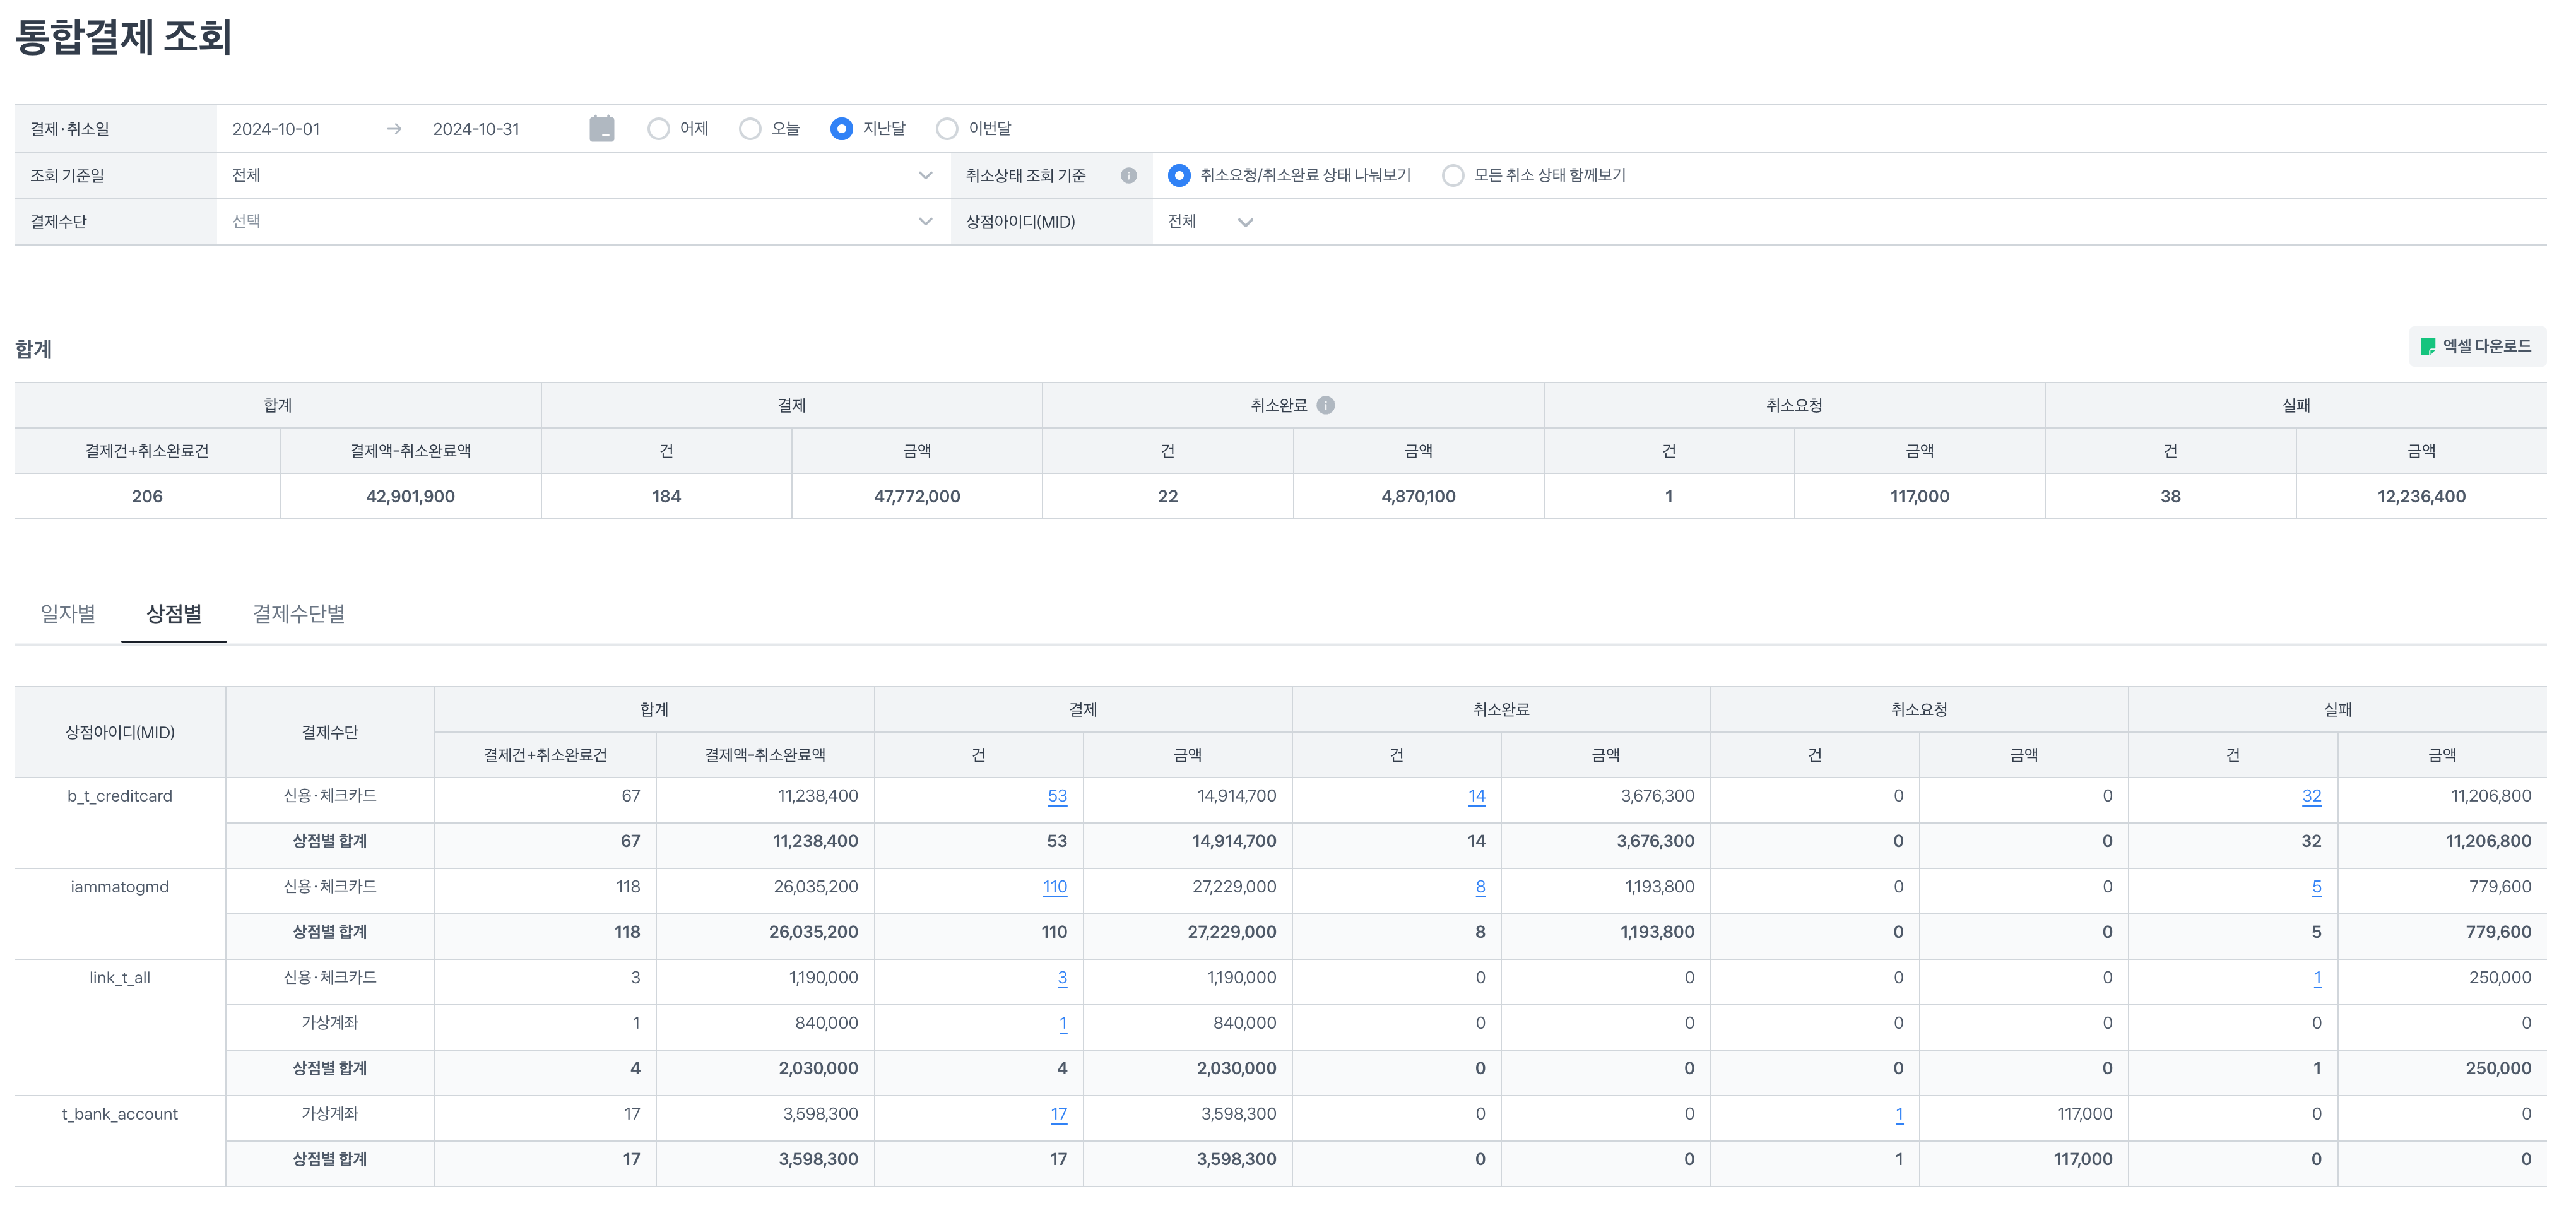 통합결제 조회
결제·취소일 2024-10-01 → 2024-10-31 어제 오늘 지난달 이번달
조회 기준일 전체 취소상태 조회 기준 취소요청/취소완료 상태 나눠보기 모든 취소 상태 함께보기
결제수단 선택 상점아이디(MID) 전체
합계 엑셀 다운로드
합계 결제 취소완료 취소요청 실패
결제건+취소완료건 결제액-취소완료액 건 금액 건 금액 건 금액 건 금액
206 42,901,900 184 47,772,000 22 4,870,100 1 117,000 38 12,236,400
일자별 상점별 결제수단별
상점아이디(MID) 결제수단 합계 결제 취소완료 취소요청 실패
결제건+취소완료건 결제액-취소완료액 건 금액 건 금액 건 금액 건 금액
b_t_creditcard 신용·체크카드 67 11,238,400 53 14,914,700 14 3,676,300 0 0 32 11,206,800
상점별 합계 67 11,238,400 53 14,914,700 14 3,676,300 0 0 32 11,206,800
iammatogmd 신용·체크카드 118 26,035,200 110 27,229,000 8 1,193,800 0 0 5 779,600
상점별 합계 118 26,035,200 110 27,229,000 8 1,193,800 0 0 5 779,600
link_t_all 신용·체크카드 3 1,190,000 3 1,190,000 0 0 0 0 1 250,000
가상계좌 1 840,000 1 840,000 0 0 0 0 0 0
상점별 합계 4 2,030,000 4 2,030,000 0 0 0 0 1 250,000
t_bank_account 가상계좌 17 3,598,300 17 3,598,300 0 0 1 117,000 0 0
상점별 합계 17 3,598,300 17 3,598,300 0 0 1 117,000 0 0